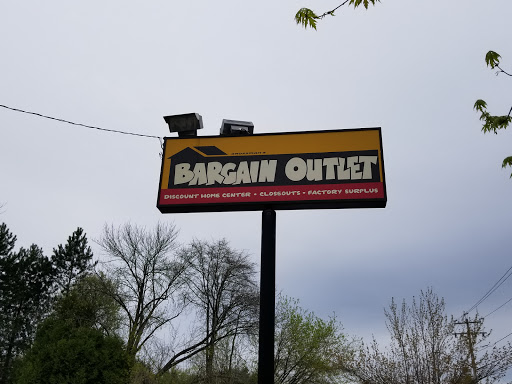 BARGAIN OUTLET
DISCOUNT HOME CENTER • CLOSEOUTS • FACTORY SURPLUS